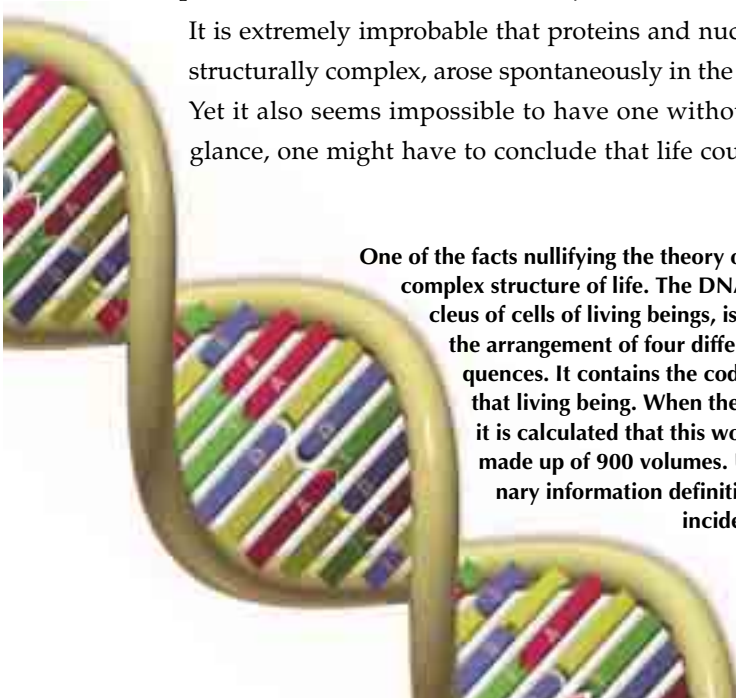 It is extremely improbable that proteins and nuc
structurally complex, arose spontaneously in the
Yet it also seems impossible to have one withou
glance, one might have to conclude that life cou
One of the facts nullifying the theory o
complex structure of life. The DNA
cleus of cells of living beings, is
the arrangement of four diffe
quences. It contains the cod
that living being. When the
it is calculated that this wo
made up of 900 volumes. U
nary information definiti
incide